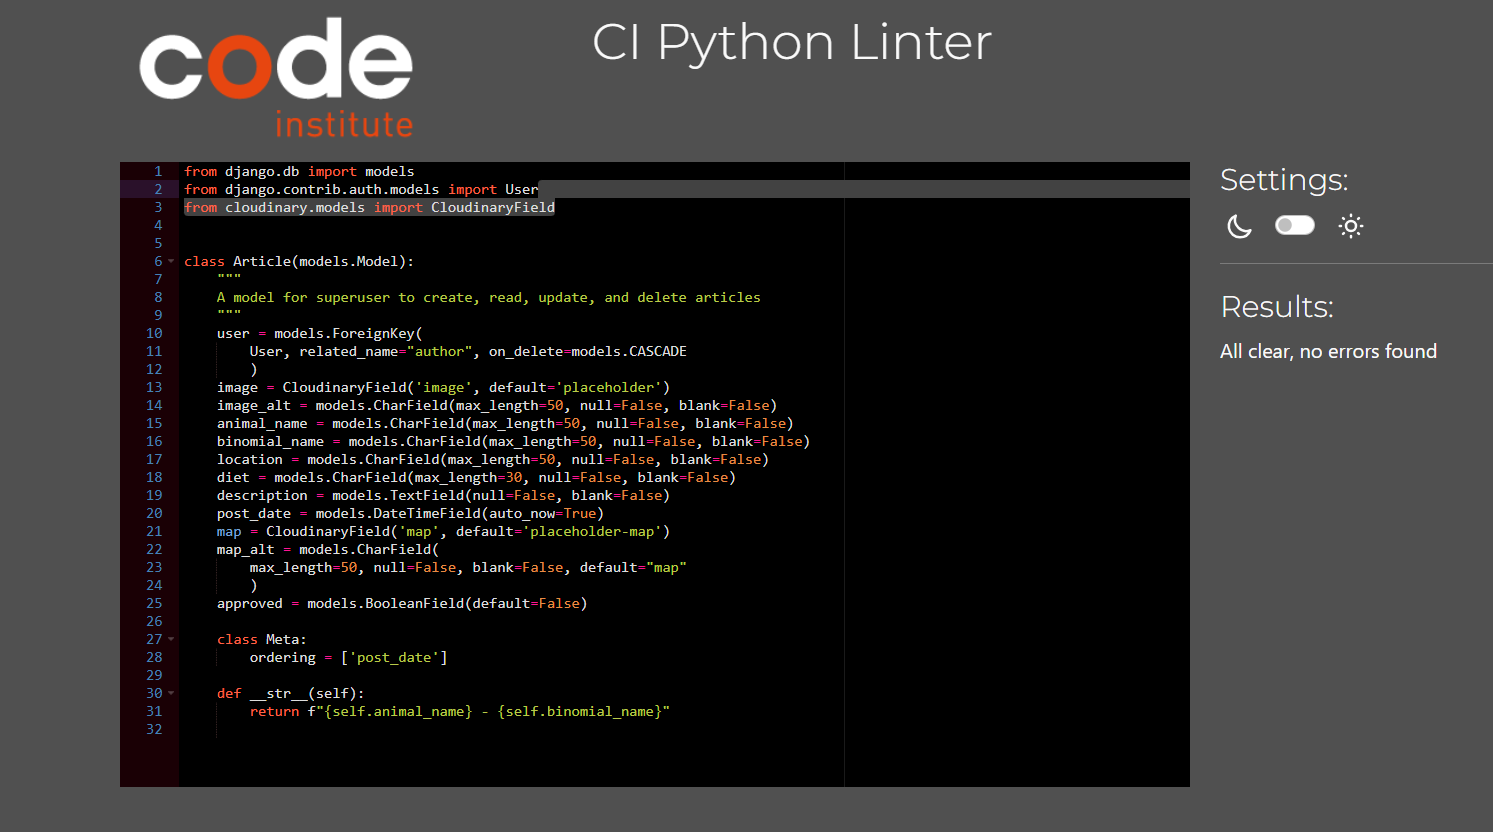 code
institute
CI Python Linter
1 from django.db import models
2 from django.contrib.auth.models import User
3 from cloudinary.models import CloudinaryField
4
5
6 class Article(models.Model):
7     """
8     A model for superuser to create, read, update, and delete articles
9     """
10     user = models.ForeignKey(
11         User, related_name="author", on_delete=models.CASCADE
12         )
13     image = CloudinaryField('image', default='placeholder')
14     image_alt = models.CharField(max_length=50, null=False, blank=False)
15     animal_name = models.CharField(max_length=50, null=False, blank=False)
16     binomial_name = models.CharField(max_length=50, null=False, blank=False)
17     location = models.CharField(max_length=50, null=False, blank=False)
18     diet = models.CharField(max_length=30, null=False, blank=False)
19     description = models.TextField(null=False, blank=False)
20     post_date = models.DateTimeField(auto_now=True)
21     map = CloudinaryField('map', default='placeholder-map')
22     map_alt = models.CharField(
23         max_length=50, null=False, blank=False, default="map"
24         )
25     approved = models.BooleanField(default=False)
26
27     class Meta:
28         ordering = ['post_date']
29
30     def __str__(self):
31         return f"{self.animal_name} - {self.binomial_name}"
32
Settings:
Results:
All clear, no errors found